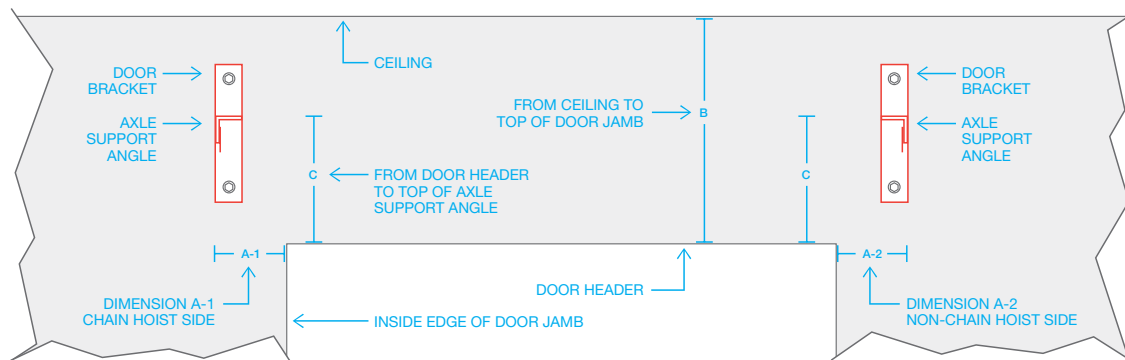 CEILING
DOOR
BRACKET
AXLE
SUPPORT
ANGLE
FROM CEILING TO
TOP OF DOOR JAMB
B
DOOR
BRACKET
AXLE
SUPPORT
ANGLE
C
FROM DOOR HEADER
TO TOP OF AXLE
SUPPORT ANGLE
C
A-1
A-2
DIMENSION A-1
CHAIN HOIST SIDE
DOOR HEADER
INSIDE EDGE OF DOOR JAMB
DIMENSION A-2
NON-CHAIN HOIST SIDE